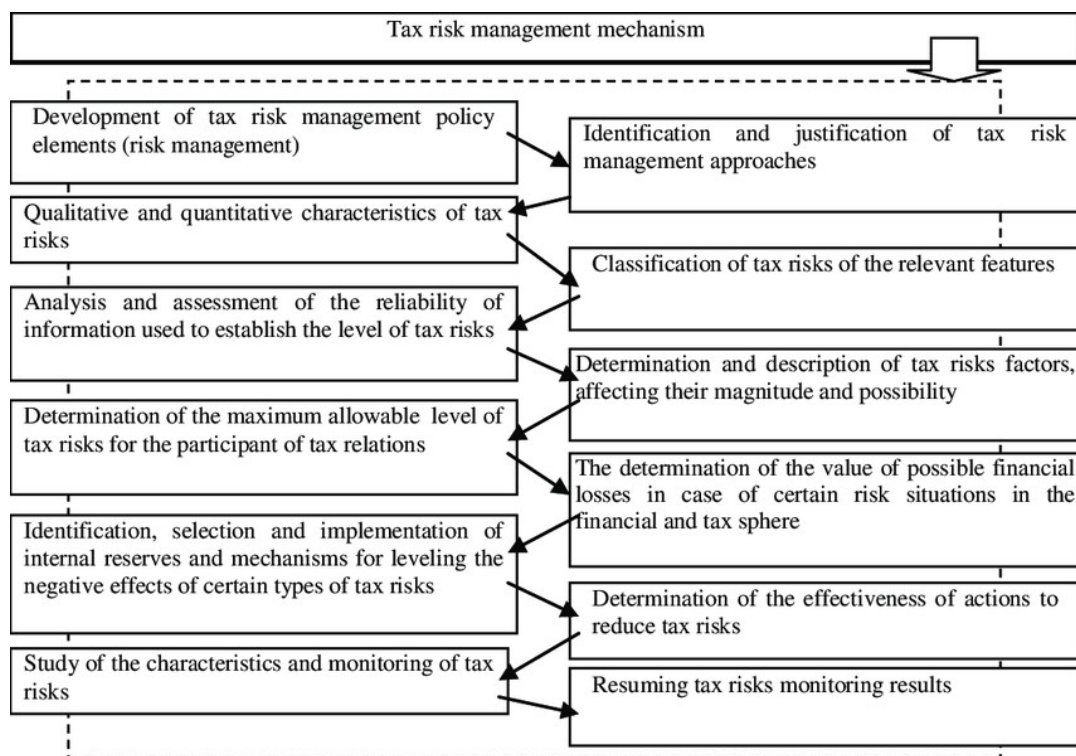 Tax risk management mechanism
Development of tax risk management policy
elements (risk management)
Identification and justification of tax risk
management approaches
Qualitative and quantitative characteristics of tax
risks
Classification of tax risks of the relevant features
Analysis and assessment of the reliability of
information used to establish the level of tax risks
Determination and description of tax risks factors,
affecting their magnitude and possibility
Determination of the maximum allowable level of
tax risks for the participant of tax relations
The determination of the value of possible financial
losses in case of certain risk situations in the
financial and tax sphere
Identification, selection and implementation of
internal reserves and mechanisms for leveling the
negative effects of certain types of tax risks
Determination of the effectiveness of actions to
reduce tax risks
Study of the characteristics and monitoring of tax
risks
Resuming tax risks monitoring results